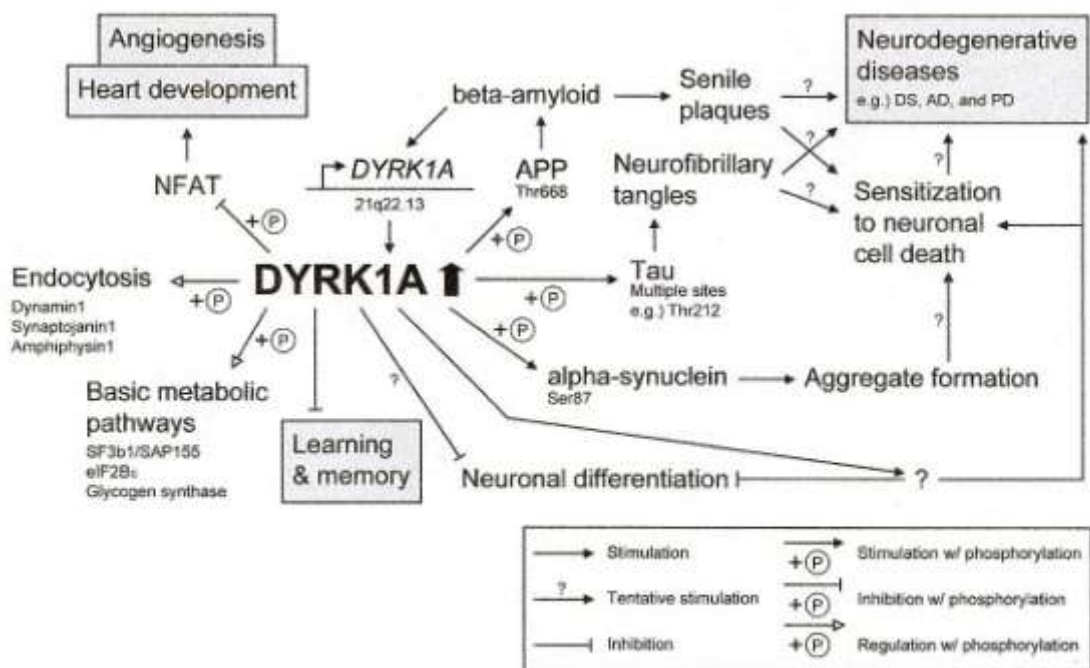 Angiogenesis
Heart development
NFAT
+ P
Endocytosis
Dynamin1
Synaptojanin1
Amphiphysin1
+ P
Basic metabolic
pathways
SF3b1/SAP155
eIF2Bε
Glycogen synthase
+ P
beta-amyloid
DYRK1A
21q22.13
DYRK1A
APP
Thr668
+ P
Senile
plaques
Neurofibrillary
tangles
Tau
Multiple sites
e.g.) Thr212
+ P
+ P
alpha-synuclein
Ser87
Aggregate formation
Neurodegenerative
diseases
e.g.) DS, AD, and PD
?
?
?
?
Sensitization
to neuronal
cell death
?
Learning
& memory
?
Neuronal differentiation
?
Stimulation
?
Tentative stimulation
Inhibition
+ P
Stimulation w/ phosphorylation
+ P
Inhibition w/ phosphorylation
+ P
Regulation w/ phosphorylation